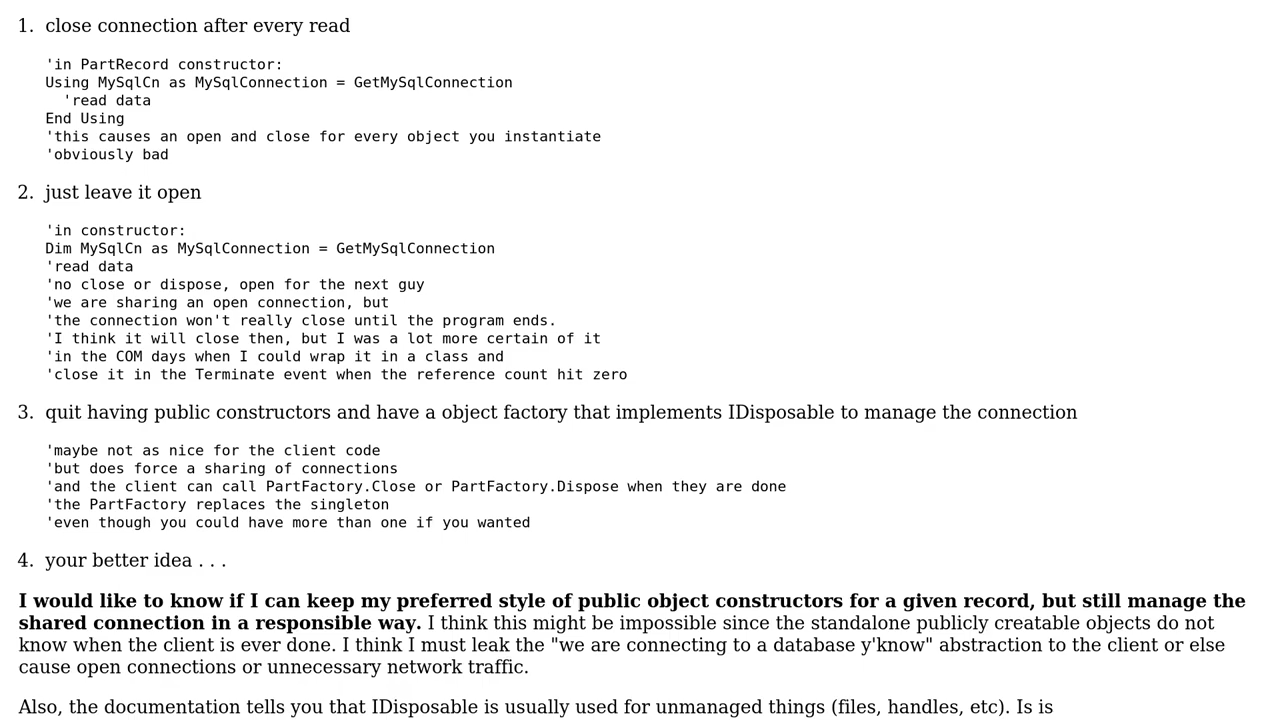 1. close connection after every read
'in PartRecord constructor:
Using MySqlCn as MySqlConnection = GetMySqlConnection
'read data
End Using
'this causes an open and close for every object you instantiate
'obviously bad
2. just leave it open
'in constructor:
Dim MySqlCn as MySqlConnection = GetMySqlConnection
'read data
'no close or dispose, open for the next guy
'we are sharing an open connection, but
'the connection won't really close until the program ends.
'I think it will close then, but I was a lot more certain of it
'in the COM days when I could wrap it in a class and
'close it in the Terminate event when the reference count hit zero
3. quit having public constructors and have a object factory that implements IDisposable to manage the connection
'maybe not as nice for the client code
'but does force a sharing of connections
'and the client can call PartFactory.Close or PartFactory.Dispose when they are done
'the PartFactory replaces the singleton
'even though you could have more than one if you wanted
4. your better idea . . .
I would like to know if I can keep my preferred style of public object constructors for a given record, but still manage the
shared connection in a responsible way. I think this might be impossible since the standalone publicly creatable objects do not
know when the client is ever done. I think I must leak the "we are connecting to a database y'know" abstraction to the client or else
cause open connections or unnecessary network traffic.
Also, the documentation tells you that IDisposable is usually used for unmanaged things (files, handles, etc). Is is